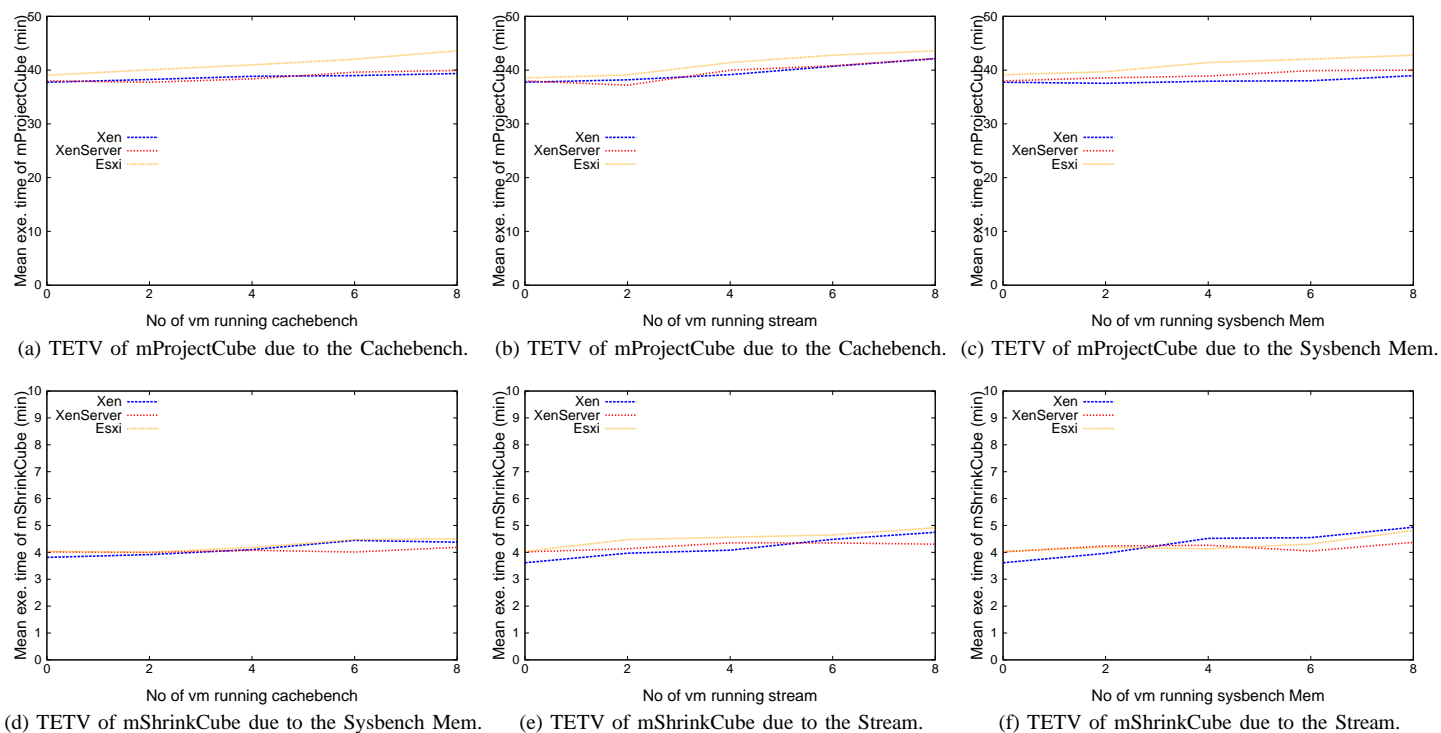 Mean exe. time of mProjectCube (min)
50
40
30
20
10
0
Xen
XenServer
Esxi
0 2 4 6 8
No of vm running cachebench
(a) TETV of mProjectCube due to the Cachebench.
Mean exe. time of mProjectCube (min)
50
40
30
20
10
0
Xen
XenServer
Esxi
0 2 4 6 8
No of vm running stream
(b) TETV of mProjectCube due to the Cachebench.
Mean exe. time of mProjectCube (min)
50
40
30
20
10
0
Xen
XenServer
Esxi
0 2 4 6 8
No of vm running sysbench Mem
(c) TETV of mProjectCube due to the Sysbench Mem.
Mean exe. time of mShrinkCube (min)
10
9
8
7
6
5
4
3
2
1
0
Xen
XenServer
Esxi
0 2 4 6 8
No of vm running cachebench
(d) TETV of mShrinkCube due to the Sysbench Mem.
Mean exe. time of mShrinkCube (min)
10
9
8
7
6
5
4
3
2
1
0
Xen
XenServer
Esxi
0 2 4 6 8
No of vm running stream
(e) TETV of mShrinkCube due to the Stream.
Mean exe. time of mShrinkCube (min)
10
9
8
7
6
5
4
3
2
1
0
Xen
XenServer
Esxi
0 2 4 6 8
No of vm running sysbench Mem
(f) TETV of mShrinkCube due to the Stream.